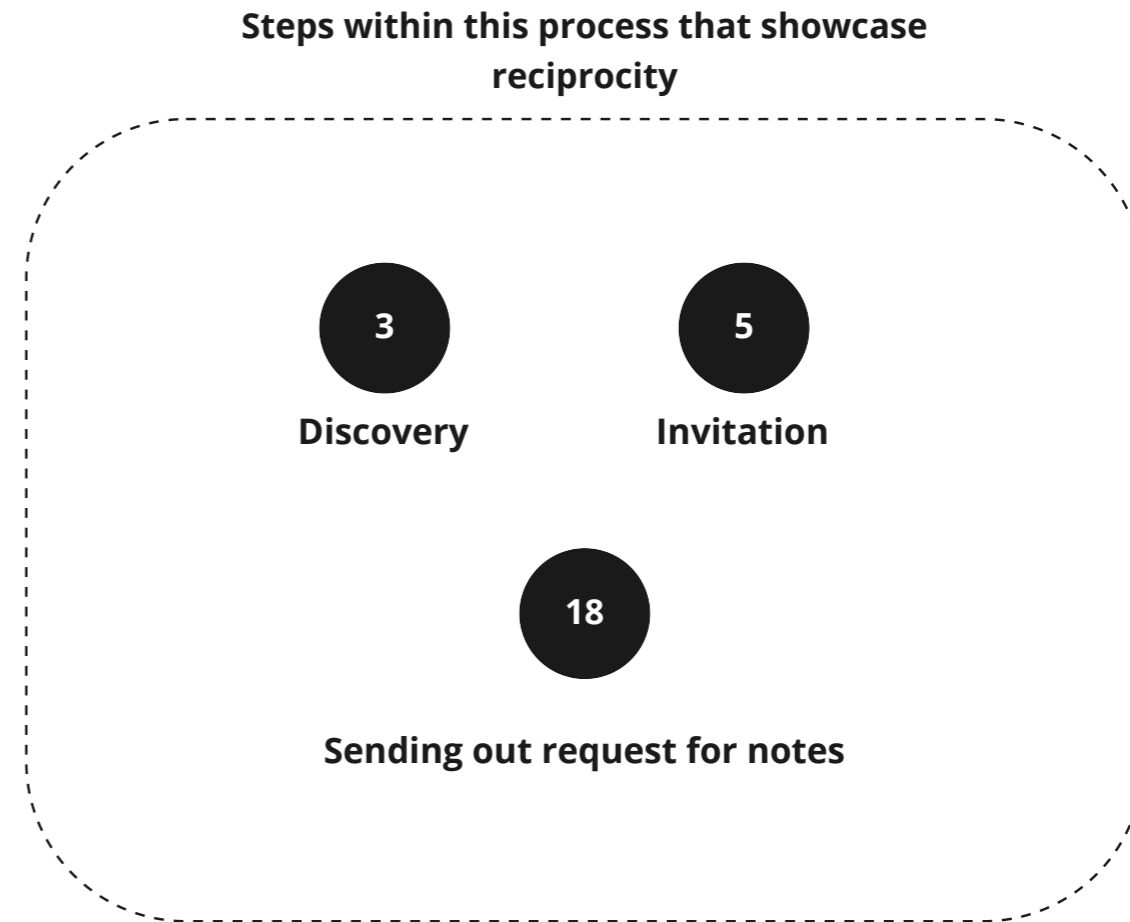 Steps within this process that showcase
reciprocity
3
5
Discovery
Invitation
18
Sending out request for notes